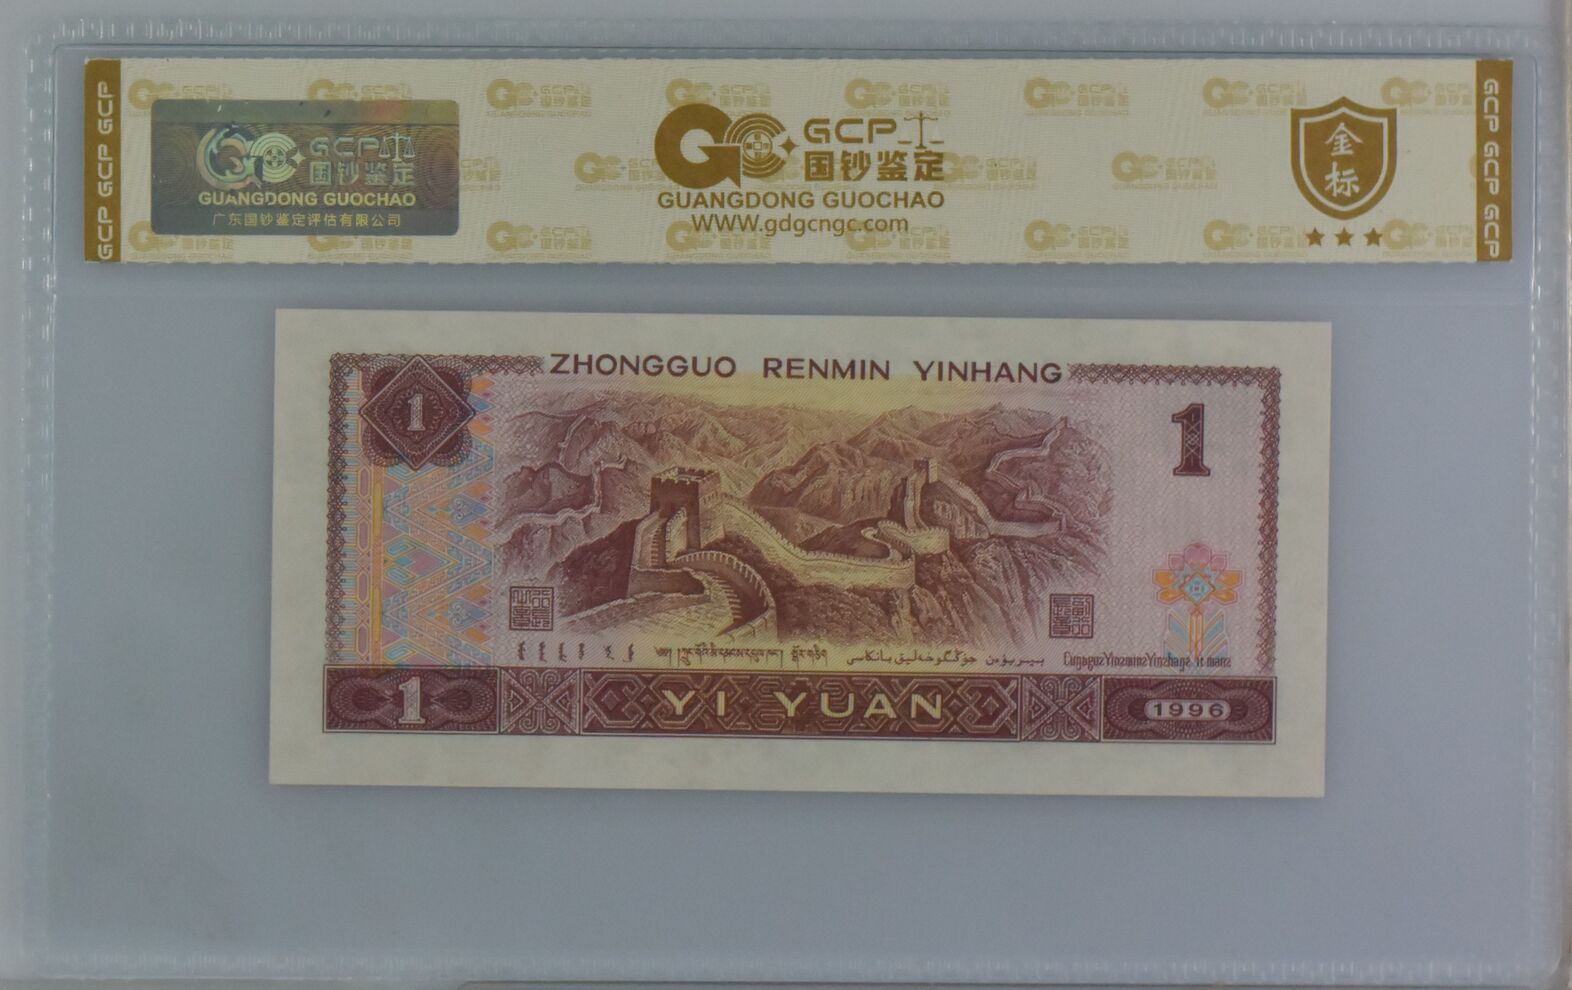 GCP GCP GCP
GCP
国钞鉴定
GUANGDONG GUOCHAO
广东国钞鉴定评估有限公司
GCP
国钞鉴定
GUANGDONG GUOCHAO
WWW.gdgcngc.com
金标
GCP GCP GCP
ZHONGGUO RENMIN YINHANG
1
1
1
YI YUAN
1996